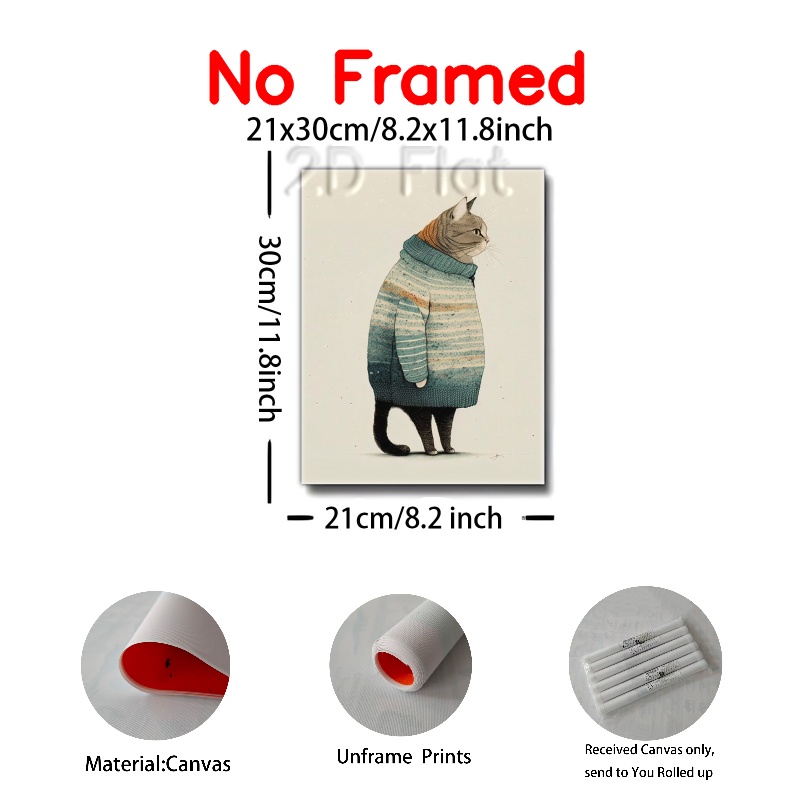 No Framed
21x30cm/8.2x11.8inch
2.D Flat
30cm/11.8inch
21cm/8.2 inch
Material:Canvas
Unframe Prints
Received Canvas only,
send to You Rolled up